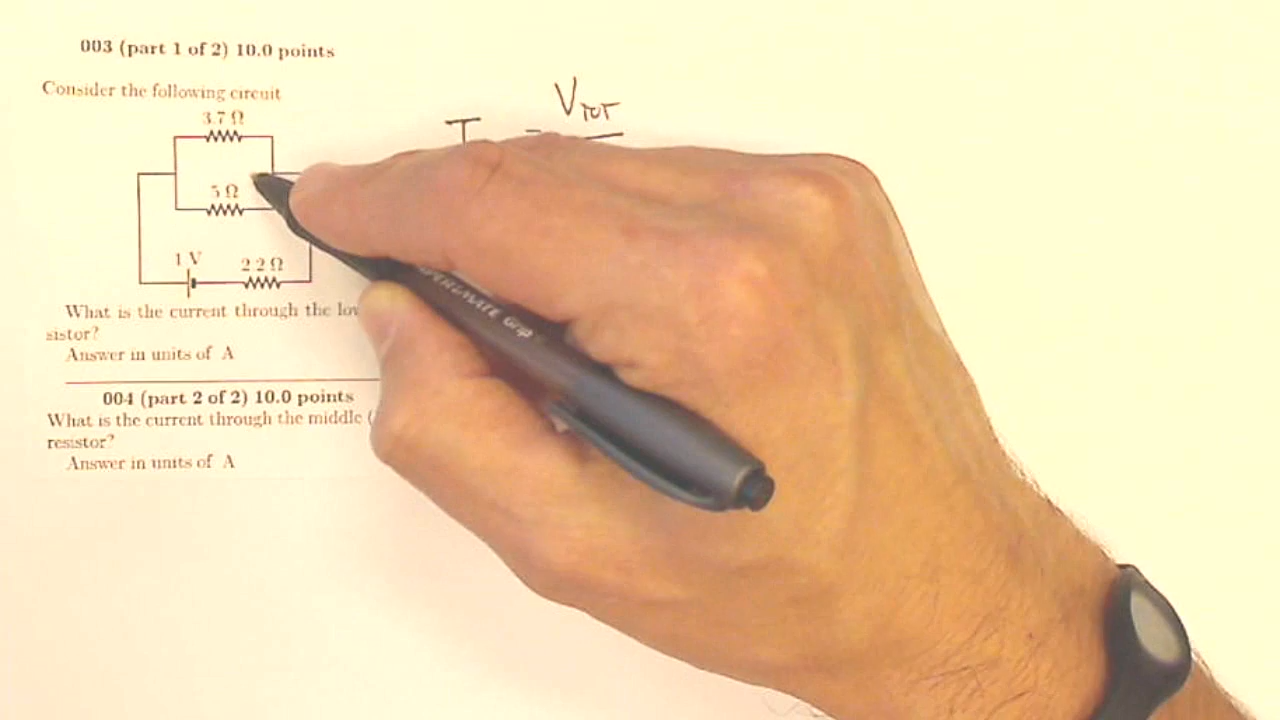 003 (part 1 of 2) 10.0 points
Consider the following circuit
3.7 Ω
5 Ω
1 V
2.2 Ω
What is the current through the
sistor?
Answer in units of A
004 (part 2 of 2) 10.0 points
What is the current through the middle (
resistor?
Answer in units of A
I = V TOT
Grip